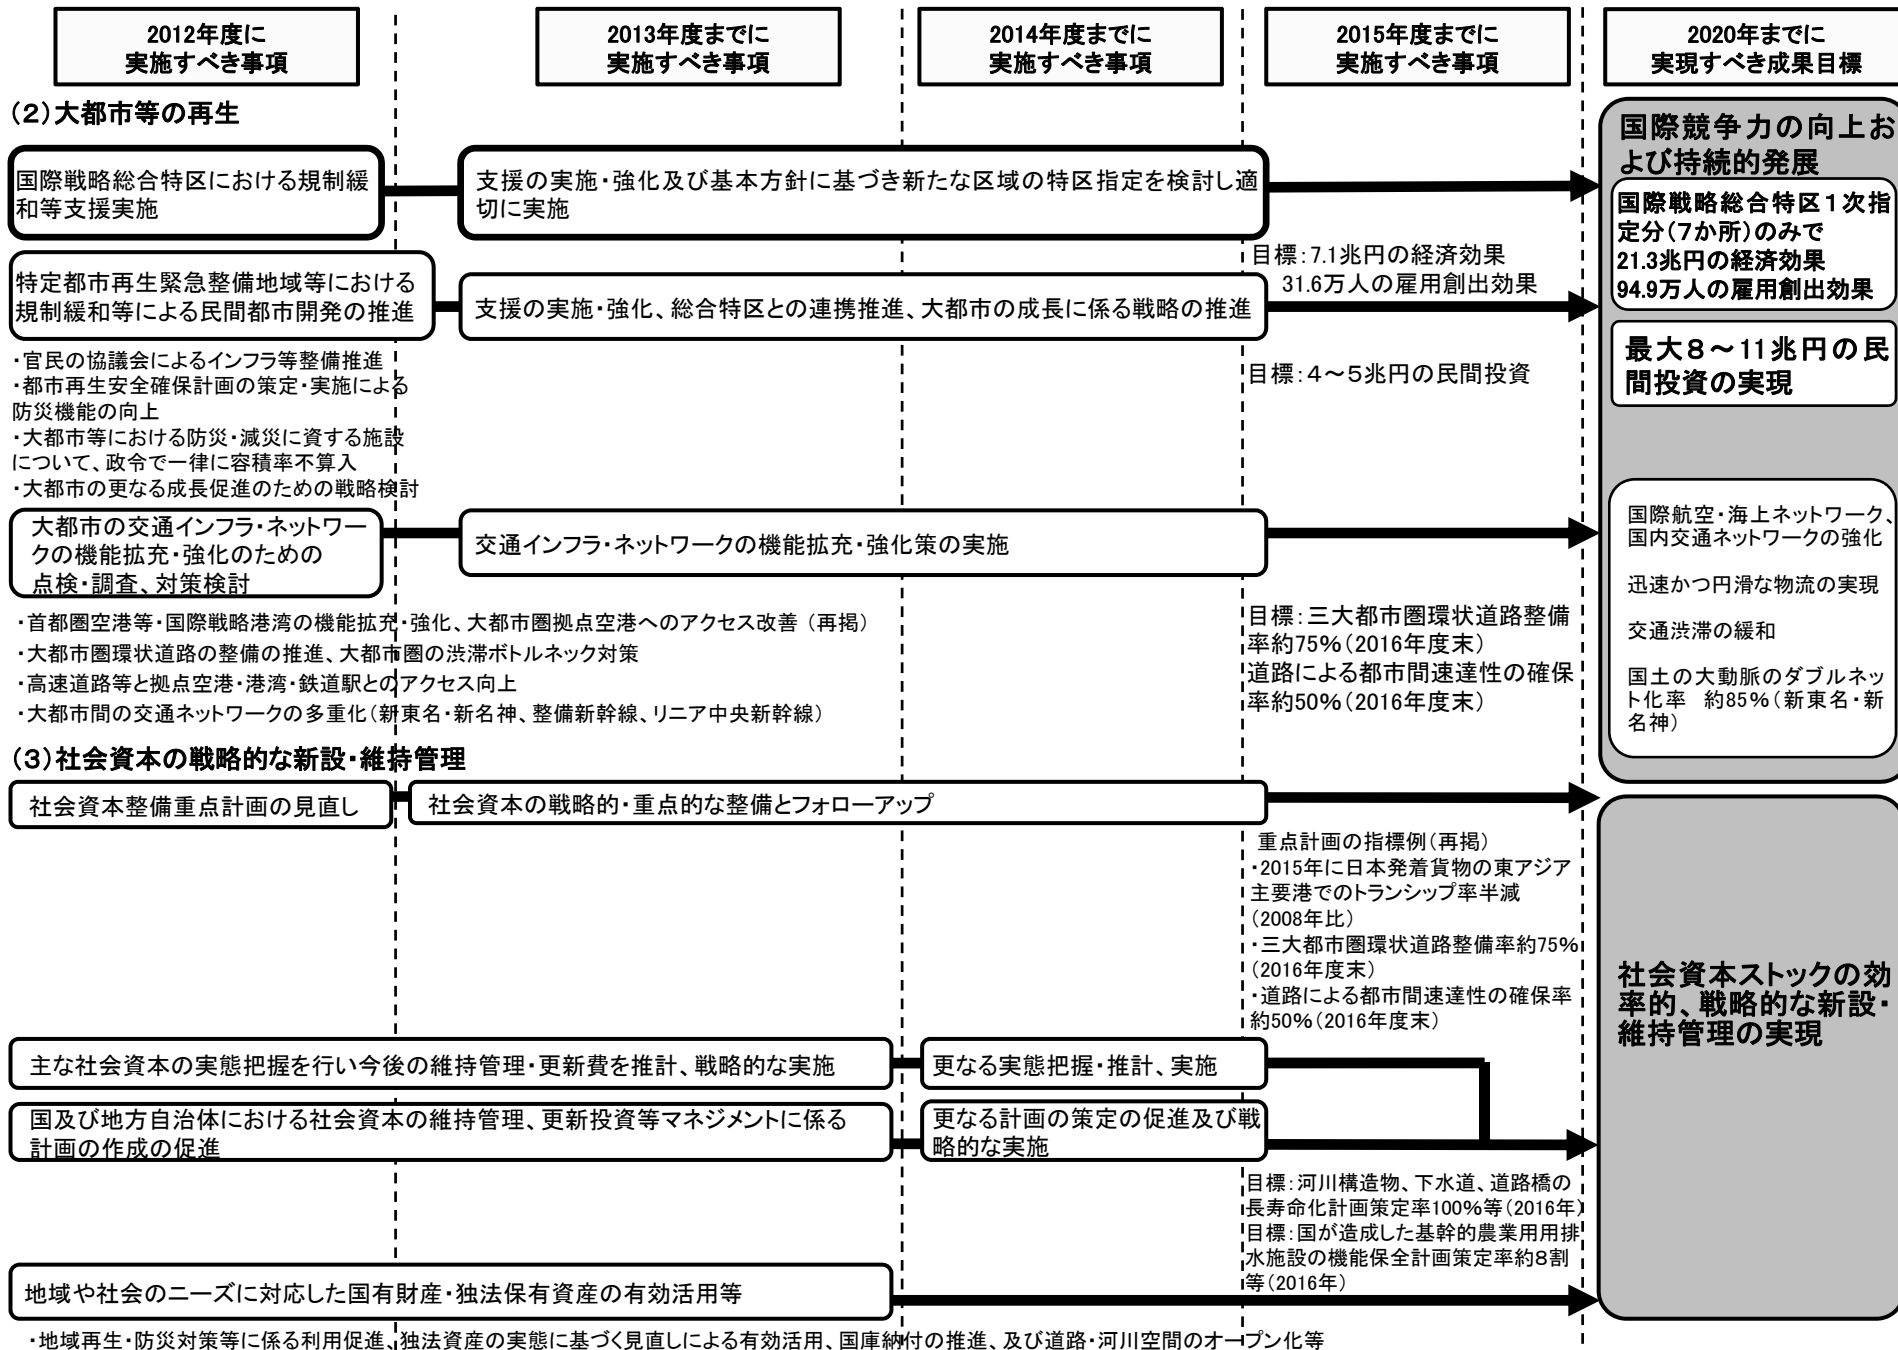 2012年度に
実施すべき事項
2013年度までに
実施すべき事項
2014年度までに
実施すべき事項
2015年度までに
実施すべき事項
2020年までに
実現すべき成果目標
(2)大都市等の再生
国際戦略総合特区における規制緩
和等支援実施
支援の実施・強化及び基本方針に基づき新たな区域の特区指定を検討し適
切に実施
目標:7.1兆円の経済効果
31.6万人の雇用創出効果
特定都市再生緊急整備地域等における
規制緩和等による民間都市開発の推進
支援の実施・強化、総合特区との連携推進、大都市の成長に係る戦略の推進
・官民の協議会によるインフラ等整備推進
・都市再生安全確保計画の策定・実施による
防災機能の向上
・大都市等における防災・減災に資する施設
について、政令で一律に容積率不算入
・大都市の更なる成長促進のための戦略検討
目標:4~5兆円の民間投資
大都市の交通インフラ・ネットワー
クの機能拡充・強化のための
点検・調査、対策検討
交通インフラ・ネットワークの機能拡充・強化策の実施
・首都圏空港等・国際戦略港湾の機能拡充・強化、大都市圏拠点空港へのアクセス改善 (再掲)
・大都市圏環状道路の整備の推進、大都市圏の渋滞ボトルネック対策
・高速道路等と拠点空港・港湾・鉄道駅とのアクセス向上
・大都市間の交通ネットワークの多重化(新東名・新名神、整備新幹線、リニア中央新幹線)
目標:三大都市圏環状道路整備
率約75%(2016年度末)
道路による都市間速達性の確保
率約50%(2016年度末)
国際競争力の向上お
よび持続的発展
国際戦略総合特区1次指
定分(7か所)のみで
21.3兆円の経済効果
94.9万人の雇用創出効果
最大8~11兆円の民
間投資の実現
国際航空・海上ネットワーク、
国内交通ネットワークの強化
迅速かつ円滑な物流の実現
交通渋滞の緩和
国土の大動脈のダブルネッ
ト化率 約85%(新東名・新
名神)
(3)社会資本の戦略的な新設・維持管理
社会資本整備重点計画の見直し
社会資本の戦略的・重点的な整備とフォローアップ
重点計画の指標例(再掲)
・2015年に日本発着貨物の東アジア
主要港でのトランシップ率半減
(2008年比)
・三大都市圏環状道路整備率約75%
(2016年度末)
・道路による都市間速達性の確保率
約50%(2016年度末)
主な社会資本の実態把握を行い今後の維持管理・更新費を推計、戦略的な実施
更なる実態把握・推計、実施
国及び地方自治体における社会資本の維持管理、更新投資等マネジメントに係る
計画の作成の促進
更なる計画の策定の促進及び戦
略的な実施
目標:河川構造物、下水道、道路橋の
長寿命化計画策定率100%等(2016年)
目標:国が造成した基幹的農業用用排
水施設の機能保全計画策定率約8割
等(2016年)
地域や社会のニーズに対応した国有財産・独法保有資産の有効活用等
・地域再生・防災対策等に係る利用促進、独法資産の実態に基づく見直しによる有効活用、国庫納付の推進、及び道路・河川空間のオープン化等
社会資本ストックの効
率的、戦略的な新設・
維持管理の実現